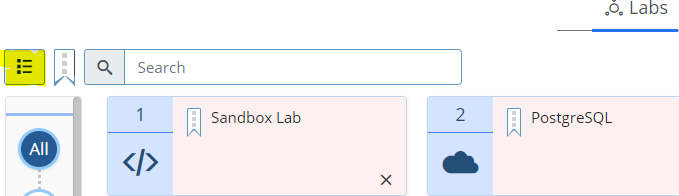 Labs
Search
1
Sandbox Lab
2
PostgreSQL
All
</>